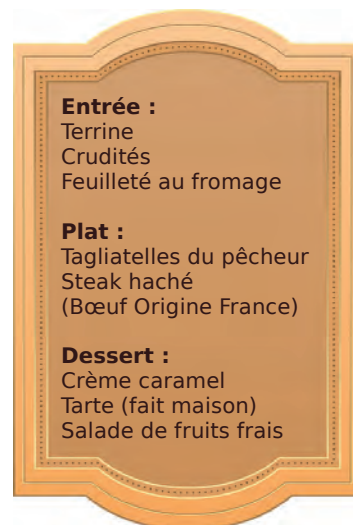 Entrée :
Terrine
Crudités
Feuilleté au fromage
Plat :
Tagliatelles du pêcheur
Steak haché
(Bœuf Origine France)
Dessert :
Crème caramel
Tarte (fait maison)
Salade de fruits frais